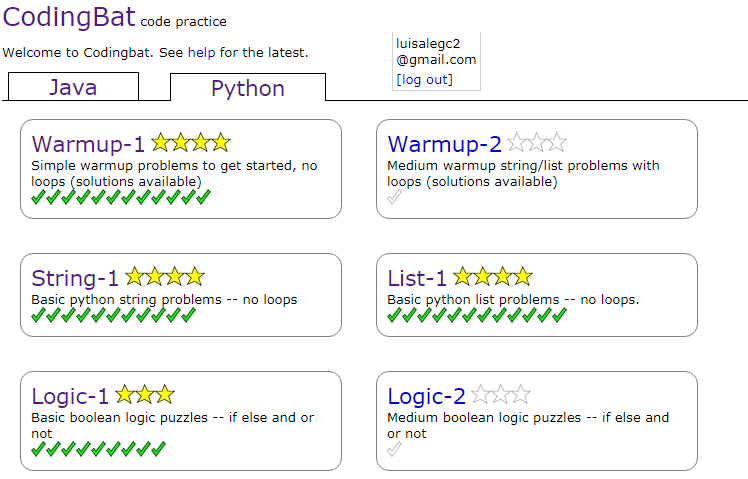 CodingBat code practice
Welcome to Codingbat. See help for the latest.
luisalegc2
@gmail.com
[log out]
Java
Python
Warmup-1
Simple warmup problems to get started, no
loops (solutions available)
Warmup-2
Medium warmup string/list problems with
loops (solutions available)
String-1
Basic python string problems -- no loops
List-1
Basic python list problems -- no loops.
Logic-1
Basic boolean logic puzzles -- if else and or
not
Logic-2
Medium boolean logic puzzles -- if else and
or not